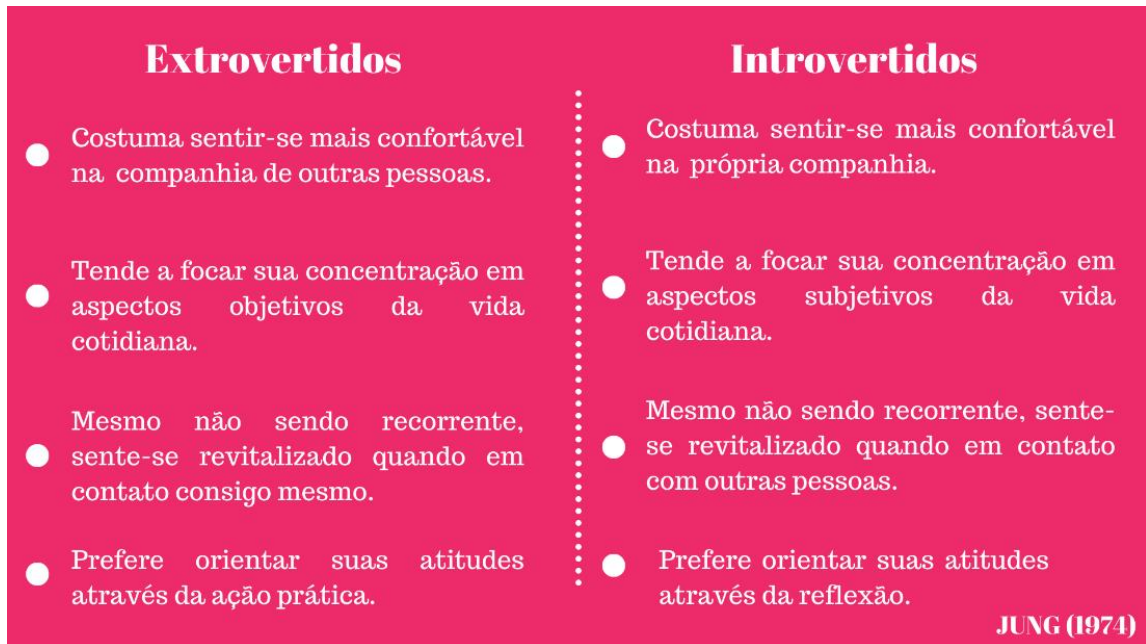 Extrovertidos
Costuma sentir-se mais confortável
na companhia de outras pessoas.
Tende a focar sua concentração em
aspectos objetivos da vida
cotidiana.
Mesmo não sendo recorrente,
sente-se revitalizado quando em
contato consigo mesmo.
Prefere orientar suas atitudes
através da ação prática.
Introvertidos
Costuma sentir-se mais confortável
na própria companhia.
Tende a focar sua concentração em
aspectos subjetivos da vida
cotidiana.
Mesmo não sendo recorrente, sente-
se revitalizado quando em contato
com outras pessoas.
Prefere orientar suas atitudes
através da reflexão.
JUNG (1974)